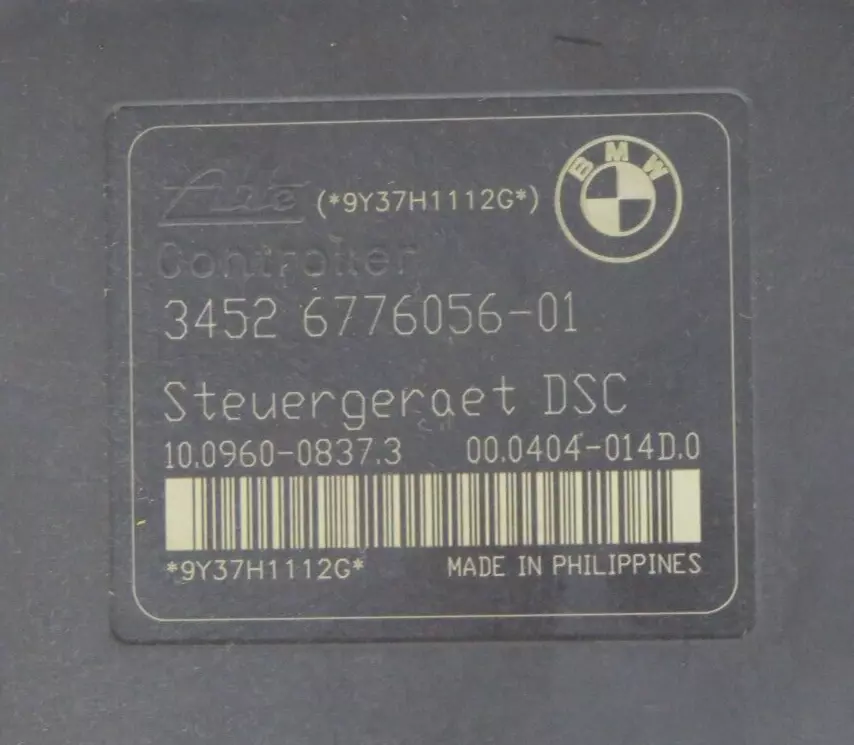 Ate (*9Y37H1112G*)
BMW
Controller
3452 6776056-01
Steuergeraet DSC
10.0960-0837.3 00.0404-014D.0
*9Y37H1112G* MADE IN PHILIPPINES